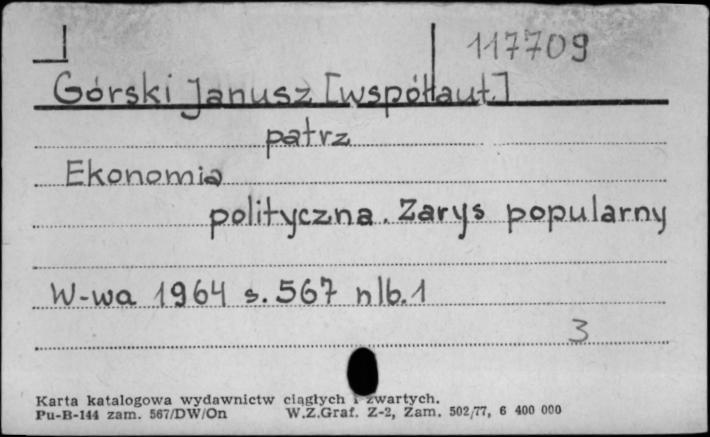 117709
Górski Janusz [współaut.]
patrz
Ekonomia
polityczna. Zarys popularny
W-wa 1964 s. 567 nlb. 1
3
Karta katalogowa wydawnictw ciągłych i zwartych.
Pu-B-144 zam. 567/DW/On W.Z.Graf. Z-2, Zam. 502/77, 6 400 000